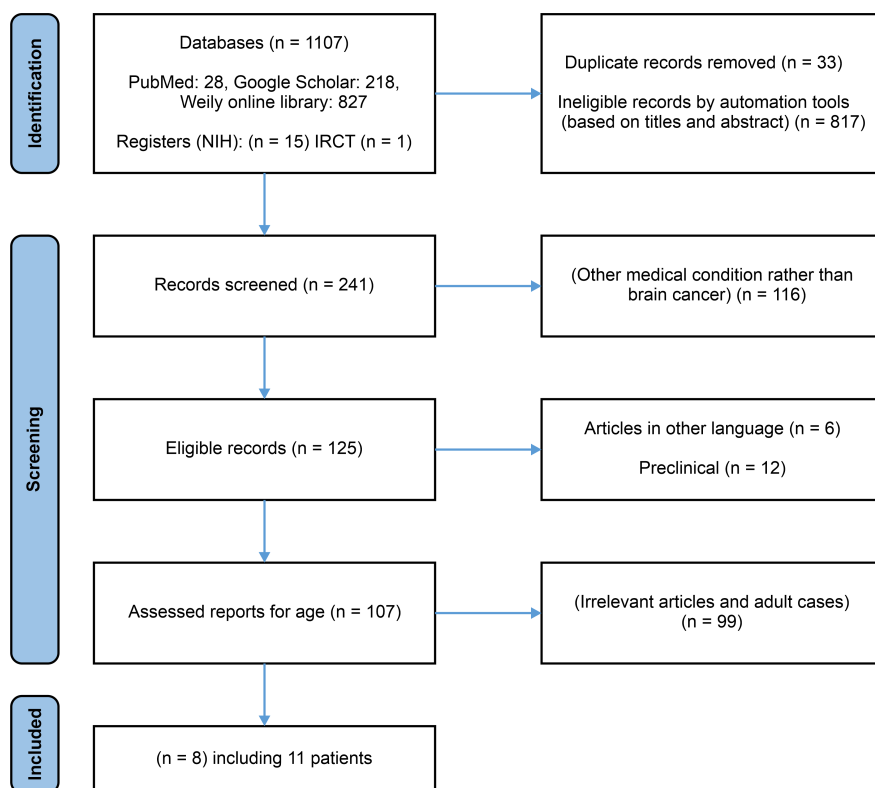 Identification
Databases (n = 1107)
PubMed: 28, Google Scholar: 218,
Weily online library: 827
Registers (NIH): (n = 15) IRCT (n = 1)
Duplicate records removed (n = 33)
Ineligible records by automation tools
(based on titles and abstract) (n = 817)
Screening
Records screened (n = 241)
(Other medical condition rather than
brain cancer) (n = 116)
Eligible records (n = 125)
Articles in other language (n = 6)
Preclinical (n = 12)
Assessed reports for age (n = 107)
(Irrelevant articles and adult cases)
(n = 99)
Included
(n = 8) including 11 patients